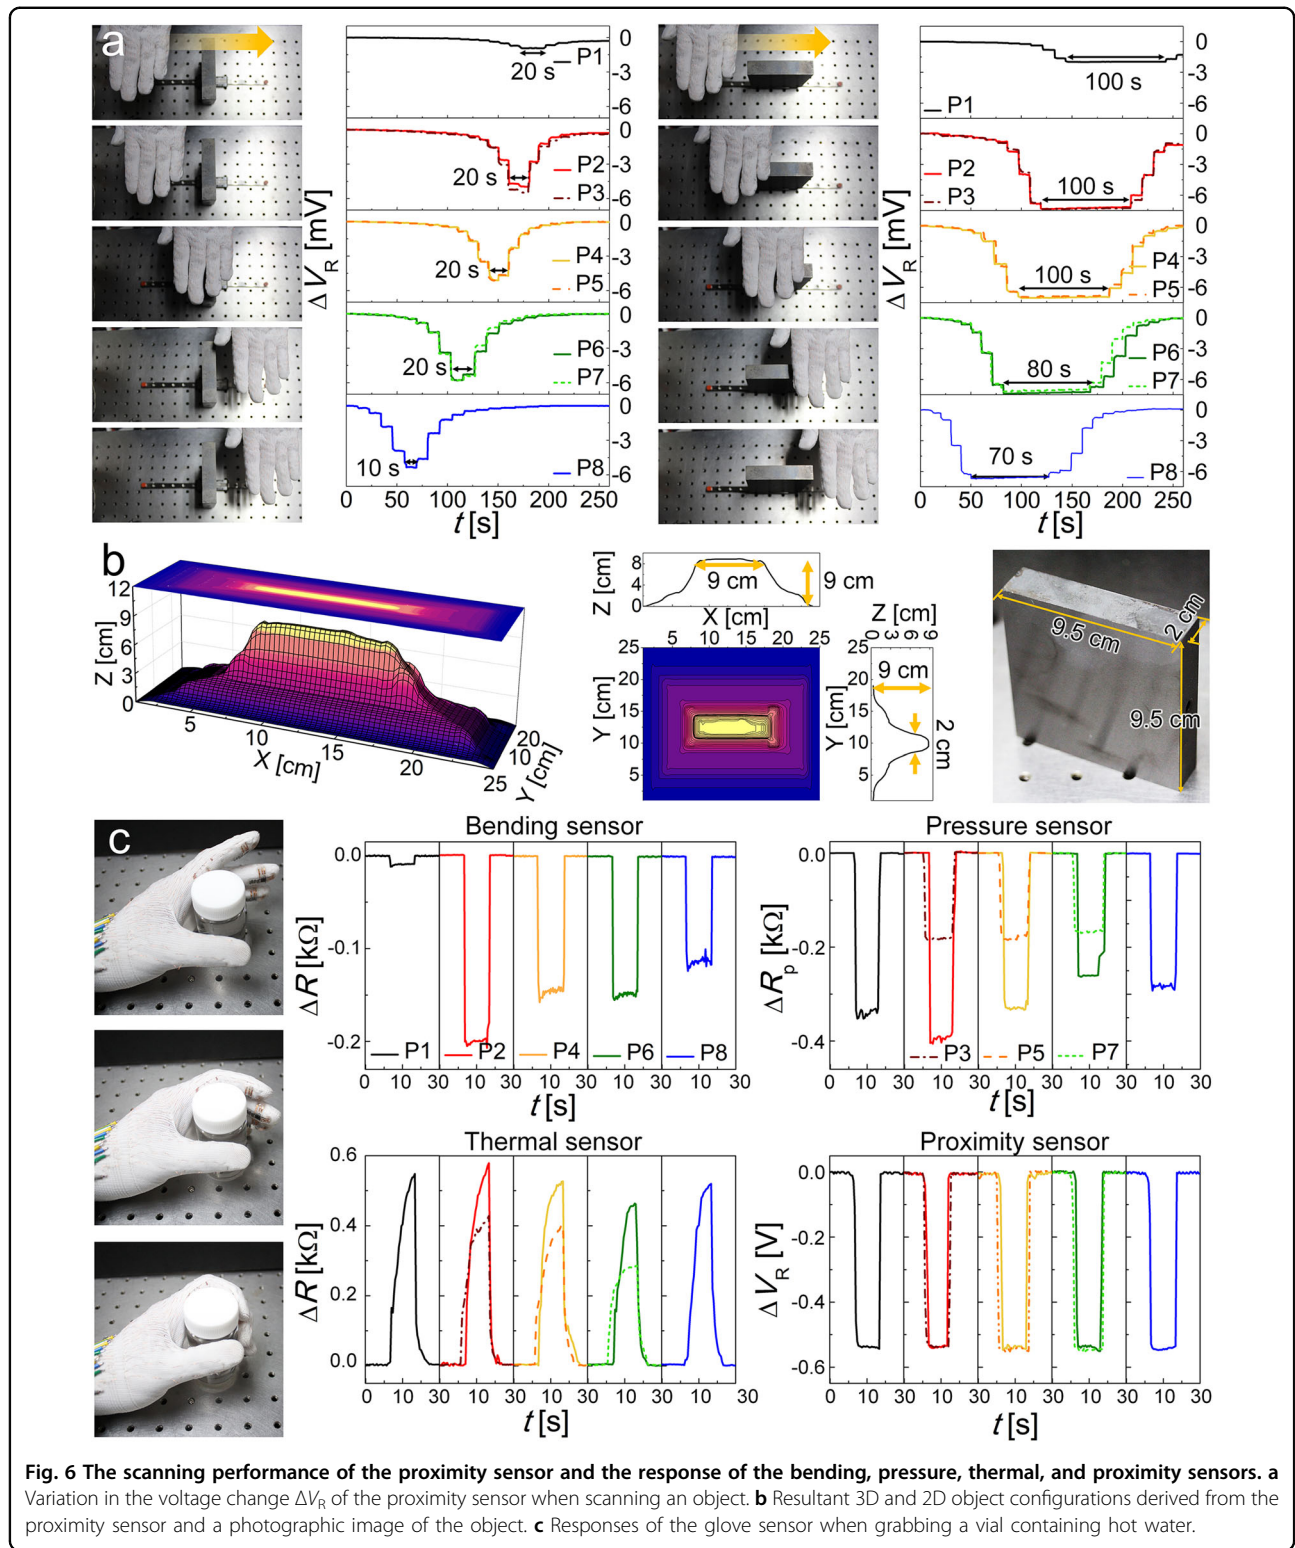 a
ΔV_R [mV]
0
-3
-6
P1
20 s
0
-3
-6
P2
P3
20 s
0
-3
-6
P4
P5
20 s
0
-3
-6
P6
P7
20 s
0
-3
-6
P8
10 s
0 50 100 150 200 250
t [s]
ΔV_R [mV]
0
-3
-6
P1
100 s
0
-3
-6
P2
P3
100 s
0
-3
-6
P4
P5
100 s
0
-3
-6
P6
P7
80 s
0
-3
-6
P8
70 s
0 50 100 150 200 250
t [s]
b
12
9
6
3
0
Z [cm]
5 10 15 20 25
X [cm]
20
10
Y [cm]
8
4
0
Z [cm]
9 cm
9 cm
X [cm]
5 10 15 20 24
25
20
15
10
5
Y [cm]
Z [cm]
0 3 6 9
25
20
15
10
5
Y [cm]
9 cm
2 cm
9.5 cm
2 cm
9.5 cm
c
Bending sensor
0.0
-0.1
-0.2
ΔR [kΩ]
P1 P2 P4 P6 P8
0 10 30 10 30 10 30 10 30 10 30
t [s]
Pressure sensor
0.0
-0.2
-0.4
ΔR_p [kΩ]
P3 P5 P7
0 10 30 10 30 10 30 10 30 10 30
t [s]
Thermal sensor
0.6
0.4
0.2
0.0
ΔR [kΩ]
0 10 30 10 30 10 30 10 30 10 30
t [s]
Proximity sensor
0.0
-0.2
-0.4
-0.6
ΔV_R [V]
0 10 30 10 30 10 30 10 30 10 30
t [s]
Fig. 6 The scanning performance of the proximity sensor and the response of the bending, pressure, thermal, and proximity sensors. a
Variation in the voltage change ΔV_R of the proximity sensor when scanning an object. b Resultant 3D and 2D object configurations derived from the
proximity sensor and a photographic image of the object. c Responses of the glove sensor when grabbing a vial containing hot water.